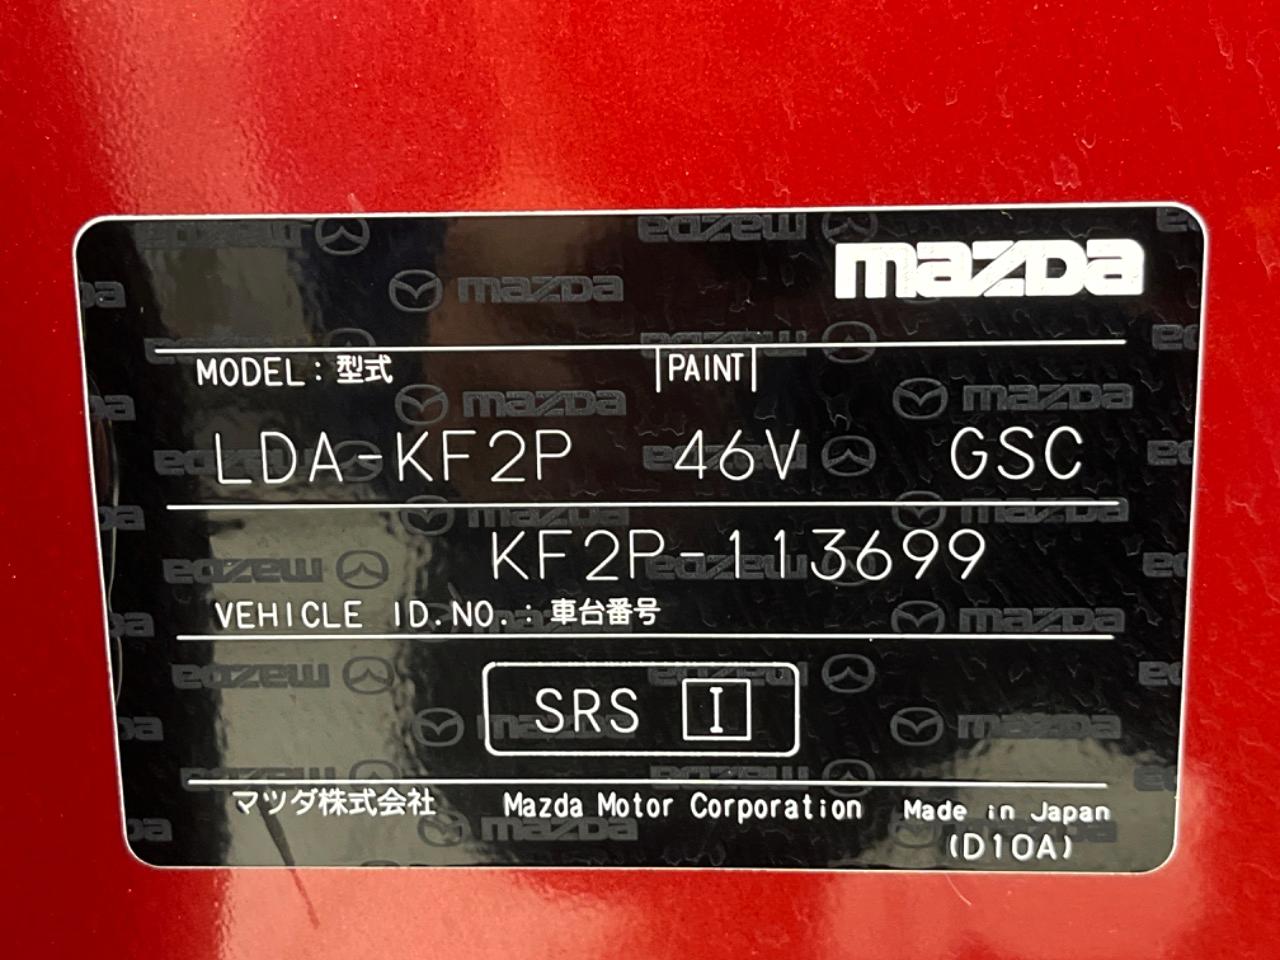 mazda
MODEL : 型式 PAINT
LDA-KF2P 46V GSC
KF2P-113699
VEHICLE ID.NO. : 車台番号
SRS I
マツダ株式会社 Mazda Motor Corporation Made in Japan
(D10A)